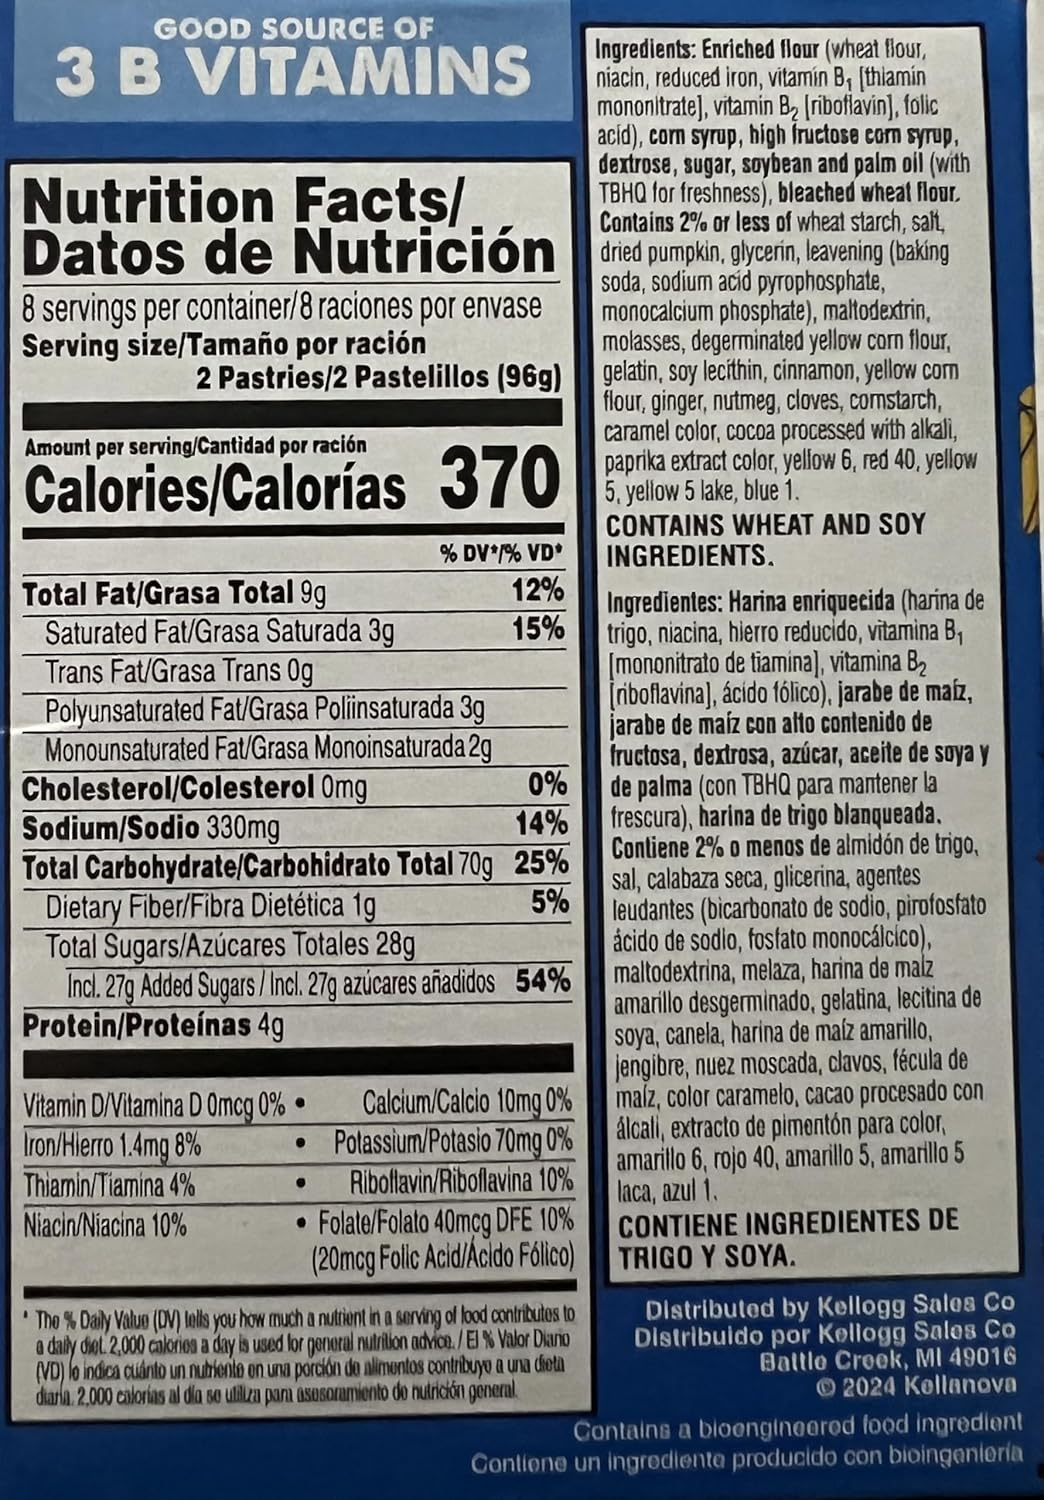 GOOD SOURCE OF
3 B VITAMINS
Nutrition Facts/
Datos de Nutrición
8 servings per container/8 raciones por envase
Serving size/Tamaño por ración
2 Pastries/2 Pastelillos (96g)
Amount per serving/Cantidad por ración
Calories/Calorías 370
% DV*/% VD*
Total Fat/Grasa Total 9g 12%
Saturated Fat/Grasa Saturada 3g 15%
Trans Fat/Grasa Trans 0g
Polyunsaturated Fat/Grasa Poliinsaturada 3g
Monounsaturated Fat/Grasa Monoinsaturada 2g
Cholesterol/Colesterol 0mg 0%
Sodium/Sodio 330mg 14%
Total Carbohydrate/Carbohidrato Total 70g 25%
Dietary Fiber/Fibra Dietética 1g 5%
Total Sugars/Azúcares Totales 28g
Incl. 27g Added Sugars / Incl. 27g azúcares añadidos 54%
Protein/Proteínas 4g
Vitamin D/Vitamina D 0mcg 0% • Calcium/Calcio 10mg 0%
Iron/Hierro 1.4mg 8% • Potassium/Potasio 70mg 0%
Thiamin/Tiamina 4% • Riboflavin/Riboflavina 10%
Niacin/Niacina 10% • Folate/Folato 40mcg DFE 10%
(20mcg Folic Acid/Ácido Fólico)
* The % Daily Value (DV) tells you how much a nutrient in a serving of food contributes to
a daily diet. 2,000 calories a day is used for general nutrition advice. / El % Valor Diario
(VD) le indica cuánto un nutriente en una porción de alimentos contribuye a una dieta
diaria. 2,000 calorías al día se utiliza para asesoramiento de nutrición general.
Ingredients: Enriched flour (wheat flour,
niacin, reduced iron, vitamin B₁ [thiamin
mononitrate], vitamin B₂ [riboflavin], folic
acid), corn syrup, high fructose corn syrup,
dextrose, sugar, soybean and palm oil (with
TBHQ for freshness), bleached wheat flour.
Contains 2% or less of wheat starch, salt,
dried pumpkin, glycerin, leavening (baking
soda, sodium acid pyrophosphate,
monocalcium phosphate), maltodextrin,
molasses, degerminated yellow corn flour,
gelatin, soy lecithin, cinnamon, yellow corn
flour, ginger, nutmeg, cloves, cornstarch,
caramel color, cocoa processed with alkali,
paprika extract color, yellow 6, red 40, yellow
5, yellow 5 lake, blue 1.
CONTAINS WHEAT AND SOY
INGREDIENTS.
Ingredientes: Harina enriquecida (harina de
trigo, niacina, hierro reducido, vitamina B₁
[mononitrato de tiamina], vitamina B₂
[riboflavina], ácido fólico), jarabe de maíz,
jarabe de maíz con alto contenido de
fructosa, dextrosa, azúcar, aceite de soya y
de palma (con TBHQ para mantener la
frescura), harina de trigo blanqueada.
Contiene 2% o menos de almidón de trigo,
sal, calabaza seca, glicerina, agentes
leudantes (bicarbonato de sodio, pirofosfato
ácido de sodio, fosfato monocálcico),
maltodextrina, melaza, harina de maíz
amarillo desgerminado, gelatina, lecitina de
soya, canela, harina de maíz amarillo,
jengibre, nuez moscada, clavos, fécula de
maíz, color caramelo, cacao procesado con
álcali, extracto de pimentón para color,
amarillo 6, rojo 40, amarillo 5, amarillo 5
laca, azul 1.
CONTIENE INGREDIENTES DE
TRIGO Y SOYA.
Distributed by Kellogg Sales Co
Distribuido por Kellogg Sales Co
Battle Creek, MI 49016
© 2024 Kellanova
Contains a bioengineered food ingredient
Contiene un ingrediente producido con bioingeniería